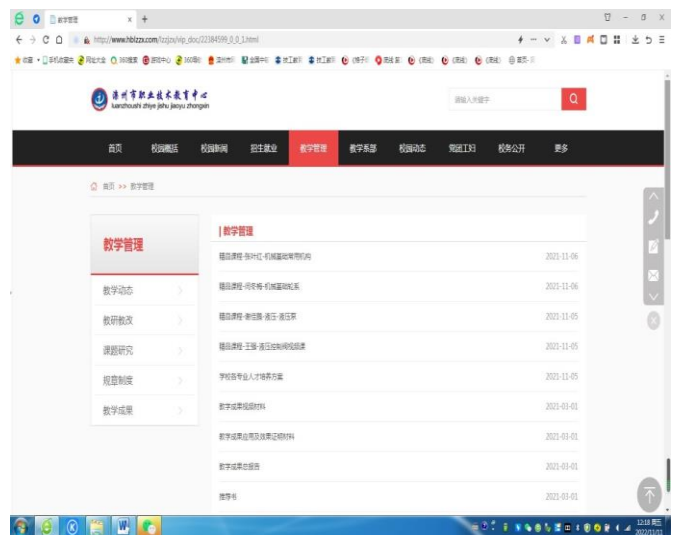 教学管理
http://www.hblzzx.com/lzzjzx/vip_doc/22384599_0_0_1.html
滦州市职业技术教育中心
luanzhoushi zhiye jishu jiaoyu zhongxin
请输入关键字
首页 校园概括 校园新闻 招生就业 教学管理 教学系部 校园动态 党团工妇 校务公开 更多
首页 >> 教学管理
教学管理
教学动态
教研教改
课题研究
规章制度
教学成果
教学管理
精品课程-张叶红-机械基础常用机构 2021-11-06
精品课程-闫冬梅-机械基础轮系 2021-11-06
精品课程-谢佳鹏-液压-液压泵 2021-11-05
精品课程-王强-液压控制阀视频课 2021-11-05
学校各专业人才培养方案 2021-11-05
教学成果视频材料 2021-03-01
教学成果应用及效果证明材料 2021-03-01
教学成果总报告 2021-03-01
推荐书 2021-03-01
12:18 周五
2022/11/11